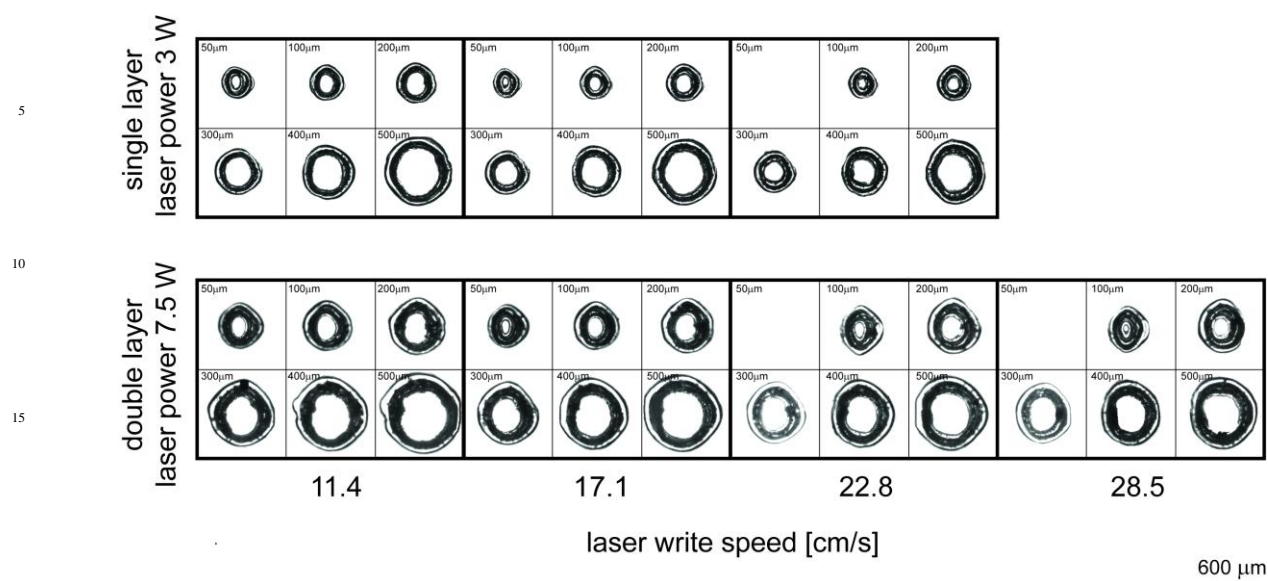 single layer
laser power 3 W
50μm 100μm 200μm 50μm 100μm 200μm 50μm 100μm 200μm
5
300μm 400μm 500μm 300μm 400μm 500μm 300μm 400μm 500μm
10
double layer
laser power 7.5 W
50μm 100μm 200μm 50μm 100μm 200μm 50μm 100μm 200μm 50μm 100μm 200μm
300μm 400μm 500μm 300μm 400μm 500μm 300μm 400μm 500μm 300μm 400μm 500μm
15
11.4 17.1 22.8 28.5
laser write speed [cm/s]
600 μm